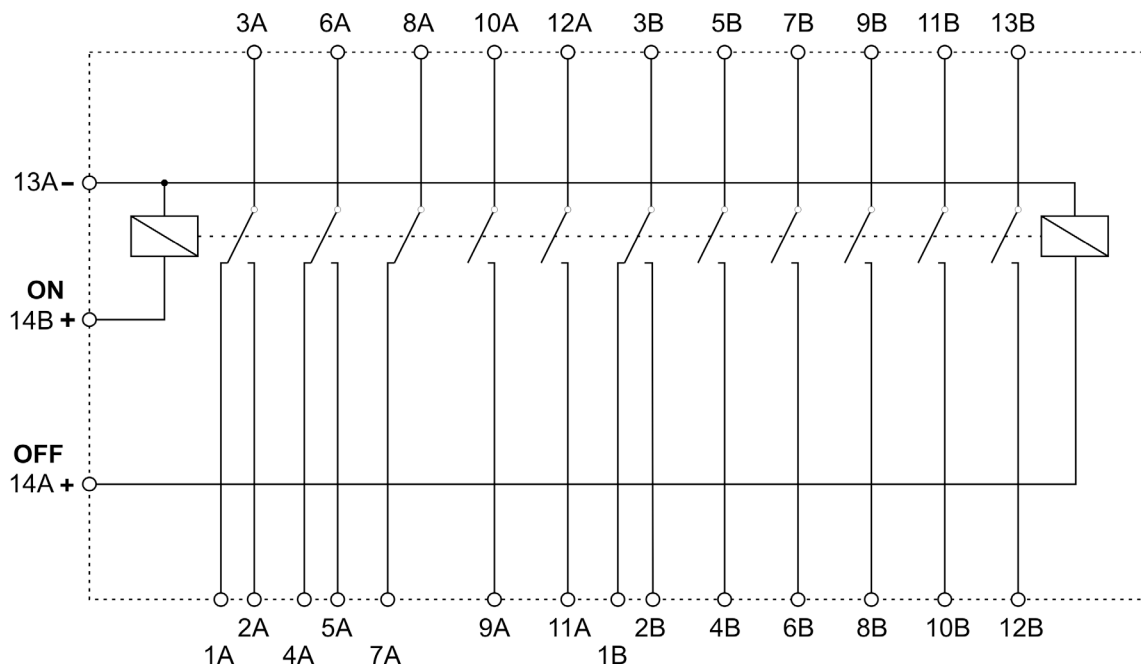 3A 6A 8A 10A 12A 3B 5B 7B 9B 11B 13B
13A -
ON
14B +
OFF
14A +
2A 5A 9A 11A 2B 4B 6B 8B 10B 12B
1A 4A 7A 1B